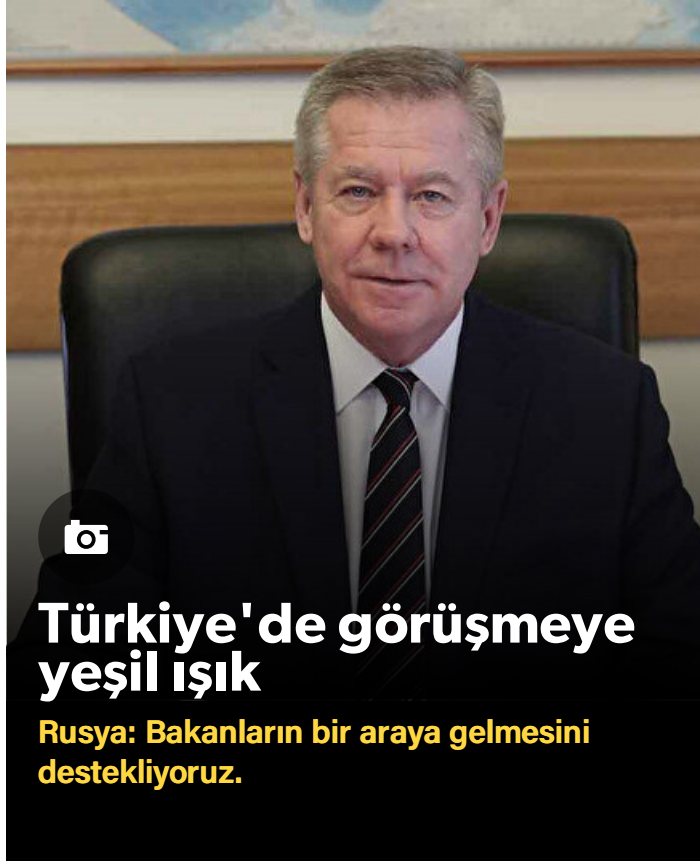 Türkiye'de görüşmeye
yeşil ışık
Rusya: Bakanların bir araya gelmesini
destekliyoruz.